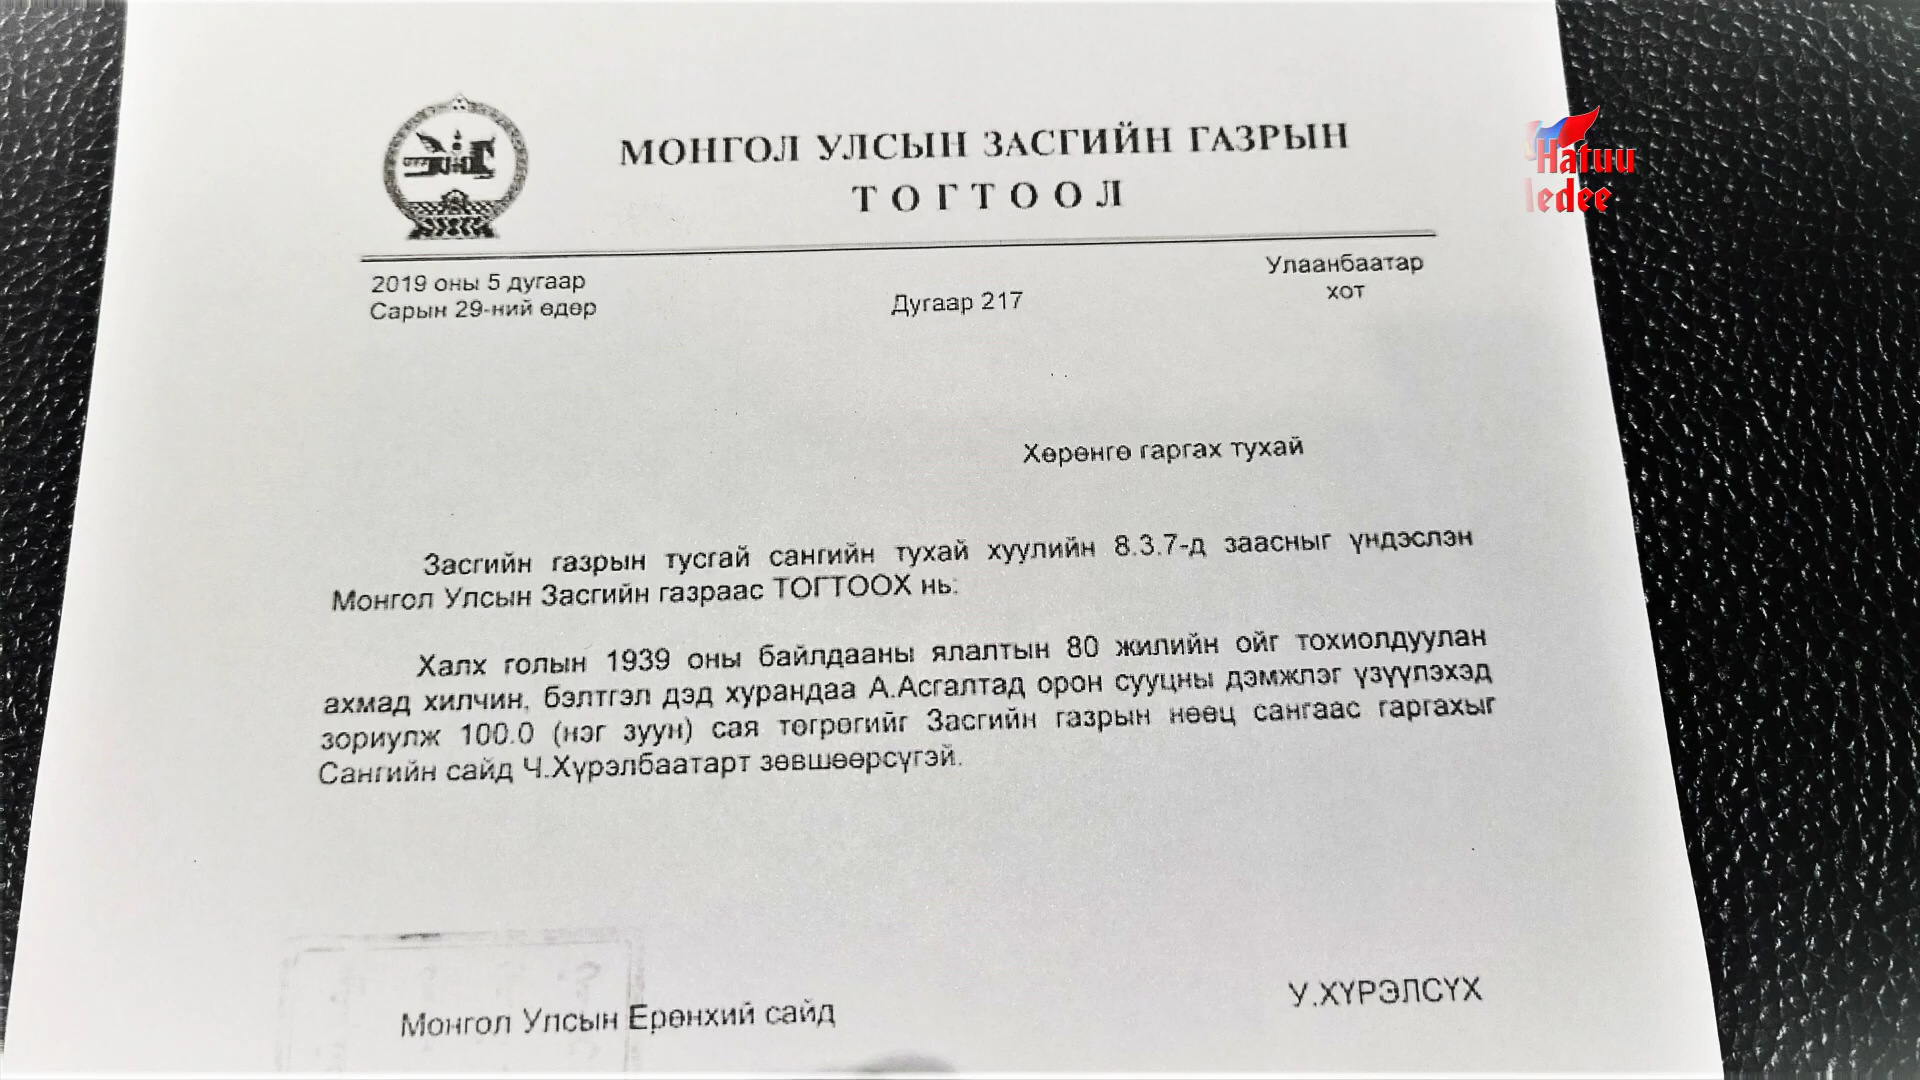 МОНГОЛ УЛСЫН ЗАСГИЙН ГАЗРЫН
ТОГТООЛ
2019 оны 5 дугаар
Сарын 29-ний өдөр
Дугаар 217
Улаанбаатар
хот
Хөрөнгө гаргах тухай
Засгийн газрын тусгай сангийн тухай хуулийн 8.3.7-д заасныг үндэслэн
Монгол Улсын Засгийн газраас ТОГТООХ нь:
Халх голын 1939 оны байлдааны ялалтын 80 жилийн ойг тохиолдуулан
ахмад хилчин, бэлтгэл дэд хурандаа А.Асгалтад орон сууцны дэмжлэг үзүүлэхэд
зориулж 100.0 (нэг зуун) сая төгрөгийг Засгийн газрын нөөц сангаас гаргахыг
Сангийн сайд Ч.Хүрэлбаатарт зөвшөөрсүгэй.
Монгол Улсын Ерөнхий сайд
У.ХҮРЭЛСҮХ
Hatuu
ledee